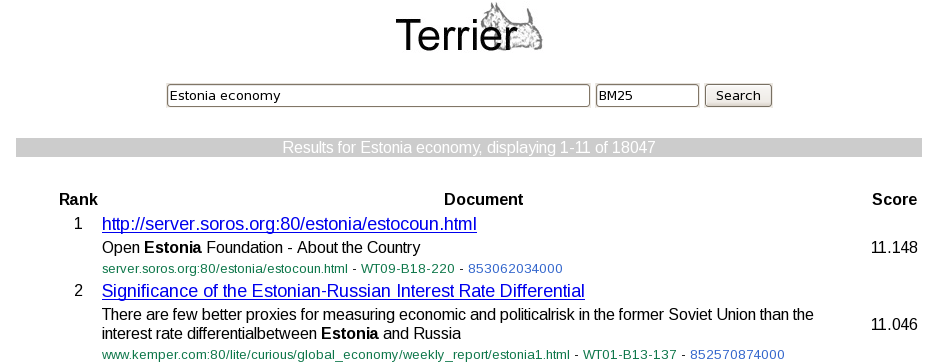 Terrier
Estonia economy BM25 Search
Results for Estonia economy, displaying 1-11 of 18047
Rank Document Score
1 http://server.soros.org:80/estonia/estocoun.html
Open Estonia Foundation - About the Country 11.148
server.soros.org:80/estonia/estocoun.html - WT09-B18-220 - 853062034000
2 Significance of the Estonian-Russian Interest Rate Differential
There are few better proxies for measuring economic and politicalrisk in the former Soviet Union than the
interest rate differentialbetween Estonia and Russia 11.046
www.kemper.com:80/lite/curious/global_economy/weekly_report/estonia1.html - WT01-B13-137 - 852570874000